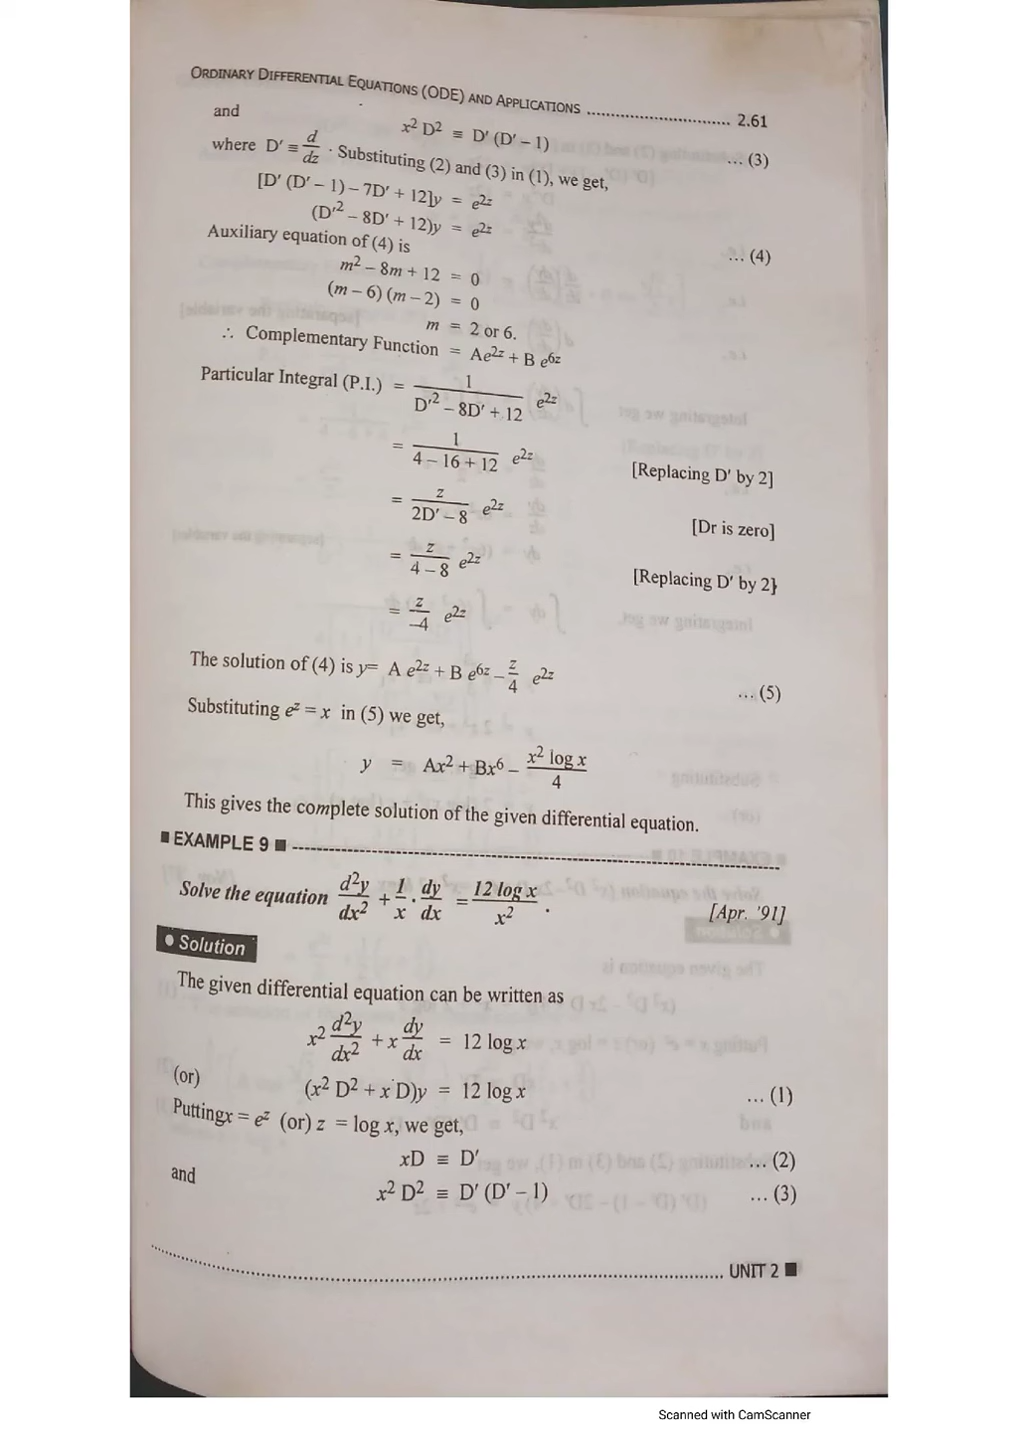 ORDINARY DIFFERENTIAL EQUATIONS (ODE) AND APPLICATIONS ............................ 2.61
and x² D² ≡ D′ (D′ – 1) ... (3)
where D′ ≡ d/dz . Substituting (2) and (3) in (1), we get,
[D′ (D′ – 1) – 7D′ + 12]y = e^2z
(D′² – 8D′ + 12)y = e^2z ... (4)
Auxiliary equation of (4) is
m² – 8m + 12 = 0
(m – 6) (m – 2) = 0
m = 2 or 6.
∴ Complementary Function = Ae^2z + B e^6z
Particular Integral (P.I.) = 1/(D′² – 8D′ + 12) e^2z
= 1/(4 – 16 + 12) e^2z [Replacing D′ by 2]
= z/(2D′ – 8) e^2z [Dr is zero]
= z/(4 – 8) e^2z [Replacing D′ by 2}
= z/–4 e^2z
The solution of (4) is y= A e^2z + B e^6z – z/4 e^2z ... (5)
Substituting e^z = x in (5) we get,
y = Ax² + Bx⁶ – x² log x/4
This gives the complete solution of the given differential equation.
■ EXAMPLE 9 ■
Solve the equation d²y/dx² + 1/x . dy/dx = 12 log x/x² . [Apr. '91]
● Solution
The given differential equation can be written as
x² d²y/dx² + x dy/dx = 12 log x
(or) (x² D² + x D)y = 12 log x ... (1)
Puttingx = e^z (or) z = log x, we get,
xD ≡ D′ ... (2)
and x² D² ≡ D′ (D′ – 1) ... (3)
UNIT 2 ■
Scanned with CamScanner